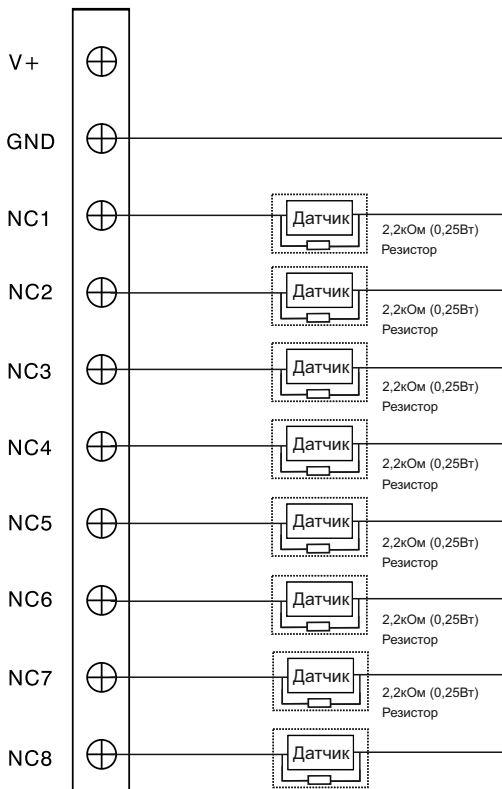 V+
GND
NC1
Датчик
2,2кОм (0,25Вт)
Резистор
NC2
Датчик
2,2кОм (0,25Вт)
Резистор
NC3
Датчик
2,2кОм (0,25Вт)
Резистор
NC4
Датчик
2,2кОм (0,25Вт)
Резистор
NC5
Датчик
2,2кОм (0,25Вт)
Резистор
NC6
Датчик
2,2кОм (0,25Вт)
Резистор
NC7
Датчик
2,2кОм (0,25Вт)
Резистор
NC8
Датчик